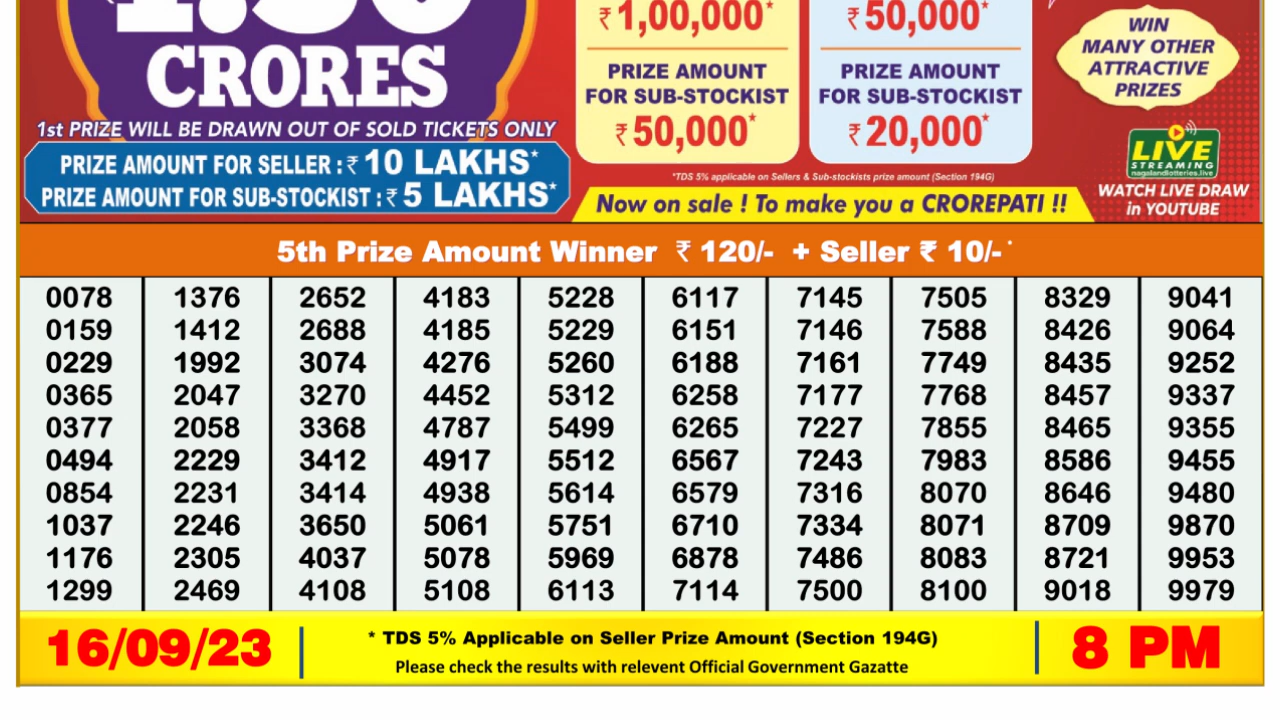 CRORES
1st PRIZE WILL BE DRAWN OUT OF SOLD TICKETS ONLY
PRIZE AMOUNT FOR SELLER : ₹ 10 LAKHS*
PRIZE AMOUNT FOR SUB-STOCKIST : ₹ 5 LAKHS*
₹ 1,00,000*
PRIZE AMOUNT
FOR SUB-STOCKIST
₹ 50,000*
₹ 50,000*
PRIZE AMOUNT
FOR SUB-STOCKIST
₹ 20,000*
*TDS 5% applicable on Sellers & Sub-stockists prize amount (Section 194G)
Now on sale ! To make you a CROREPATI !!
WIN
MANY OTHER
ATTRACTIVE
PRIZES
LIVE
STREAMING
nagalandlotteries.live
WATCH LIVE DRAW
in YOUTUBE
5th Prize Amount Winner ₹ 120/- + Seller ₹ 10/-*
0078 1376 2652 4183 5228 6117 7145 7505 8329 9041
0159 1412 2688 4185 5229 6151 7146 7588 8426 9064
0229 1992 3074 4276 5260 6188 7161 7749 8435 9252
0365 2047 3270 4452 5312 6258 7177 7768 8457 9337
0377 2058 3368 4787 5499 6265 7227 7855 8465 9355
0494 2229 3412 4917 5512 6567 7243 7983 8586 9455
0854 2231 3414 4938 5614 6579 7316 8070 8646 9480
1037 2246 3650 5061 5751 6710 7334 8071 8709 9870
1176 2305 4037 5078 5969 6878 7486 8083 8721 9953
1299 2469 4108 5108 6113 7114 7500 8100 9018 9979
16/09/23
* TDS 5% Applicable on Seller Prize Amount (Section 194G)
Please check the results with relevent Official Government Gazatte
8 PM